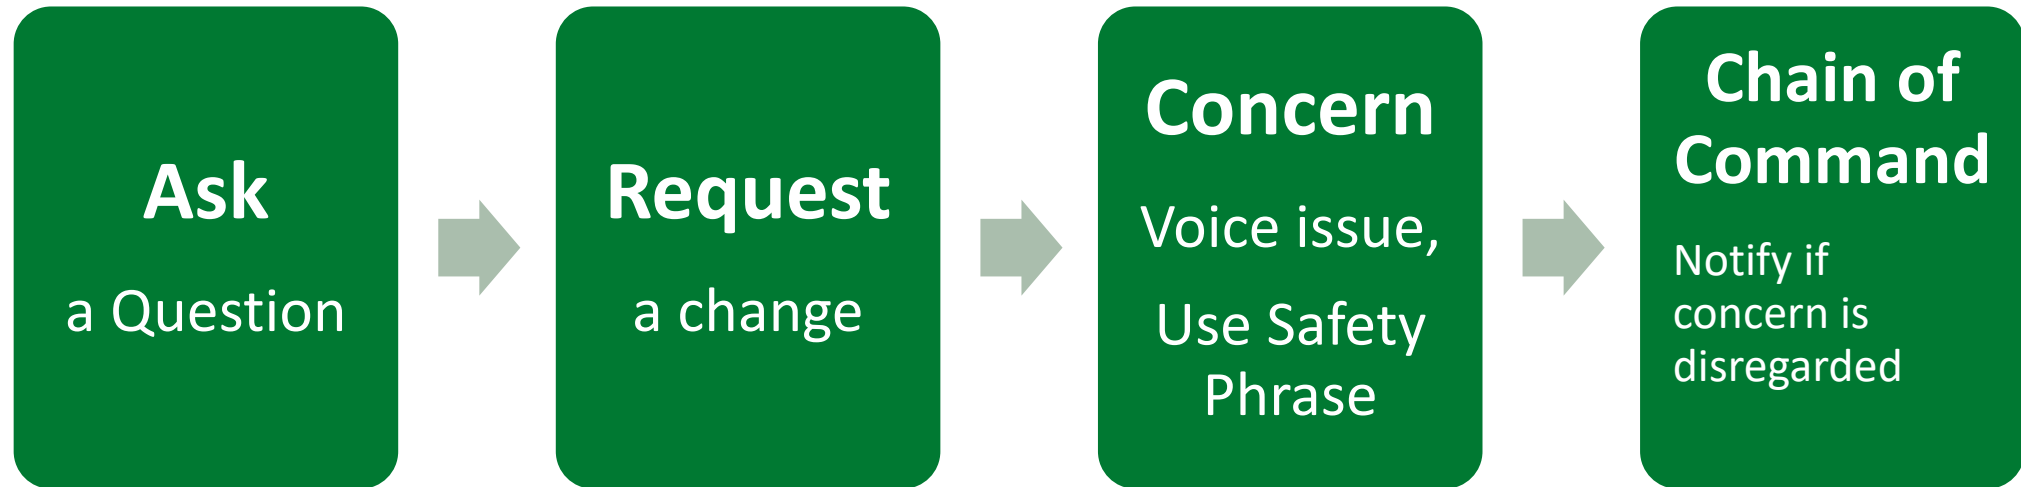 Ask
a Question
Request
a change
Concern
Voice issue,
Use Safety
Phrase
Chain of
Command
Notify if
concern is
disregarded